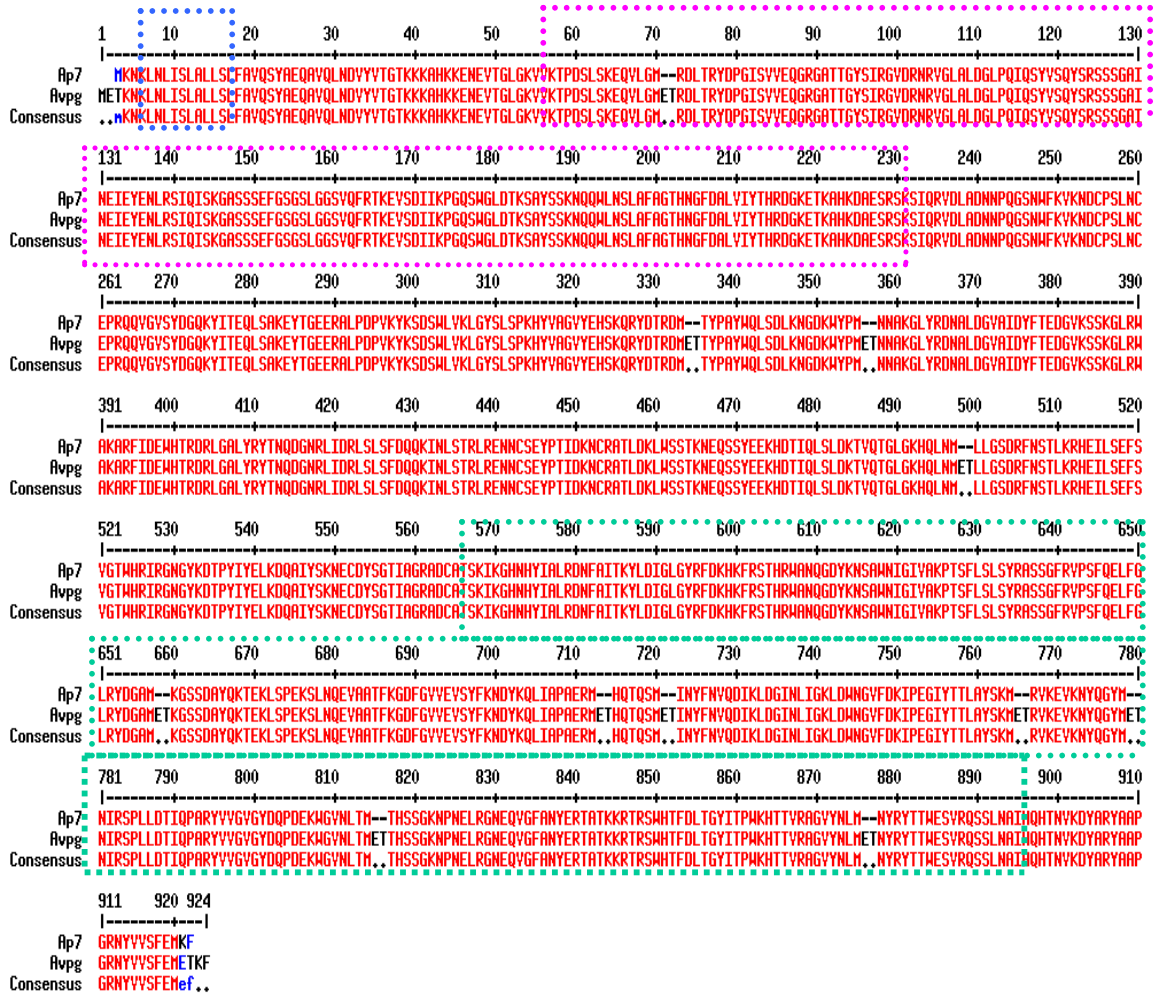 1 10 20 30 40 50 60 70 80 90 100 110 120 130
|--------+---------+---------+---------+---------+---------+---------+---------+---------+---------+---------+---------+---------|
Ap7 MKNKLNLISLALLSLFAVQSYAEQAVQLNDVYVTGTKKKAHKKENEVTGLGKVVKTPDSLSKEQVLGM--RDLTRYDPGISVVEQGRGATTGYSIRGVDRNRVGLALDGLPQIQSYVSQYSRSSSGAI
Avpg METKNKLNLISLALLSLFAVQSYAEQAVQLNDVYVTGTKKKAHKKENEVTGLGKVVKTPDSLSKEQVLGMETRDLTRYDPGISVVEQGRGATTGYSIRGVDRNRVGLALDGLPQIQSYVSQYSRSSSGAI
Consensus ..mKNKLNLISLALLSLFAVQSYAEQAVQLNDVYVTGTKKKAHKKENEVTGLGKVVKTPDSLSKEQVLGM..RDLTRYDPGISVVEQGRGATTGYSIRGVDRNRVGLALDGLPQIQSYVSQYSRSSSGAI
131 140 150 160 170 180 190 200 210 220 230 240 250 260
|--------+---------+---------+---------+---------+---------+---------+---------+---------+---------+---------+---------+---------|
Ap7 NEIEYENLRSIQISKGASSSEFGSGSLGGSVQFRTKEVSDIIKPGQSWGLDTKSAYSSKNQQWLNSLAFAGTHNGFDALVIYTHRDGKETKAHKDAESRSKSIQRVDLADNNPQGSNWFKVKNDCPSLNC
Avpg NEIEYENLRSIQISKGASSSEFGSGSLGGSVQFRTKEVSDIIKPGQSWGLDTKSAYSSKNQQWLNSLAFAGTHNGFDALVIYTHRDGKETKAHKDAESRSKSIQRVDLADNNPQGSNWFKVKNDCPSLNC
Consensus NEIEYENLRSIQISKGASSSEFGSGSLGGSVQFRTKEVSDIIKPGQSWGLDTKSAYSSKNQQWLNSLAFAGTHNGFDALVIYTHRDGKETKAHKDAESRSKSIQRVDLADNNPQGSNWFKVKNDCPSLNC
261 270 280 290 300 310 320 330 340 350 360 370 380 390
|--------+---------+---------+---------+---------+---------+---------+---------+---------+---------+---------+---------+---------|
Ap7 EPRQQVGVSYDGQKYITEQLSAKEYTGEERALPDPVKYKSDSWLVKLGYSLSPKHYVAGVYEHSKQRYDTRDM--TYPAYWQLSDLKNGDKWYPM--NNAKGLYRDNALDGVAIDYFTEDGVKSSKGLRW
Avpg EPRQQVGVSYDGQKYITEQLSAKEYTGEERALPDPVKYKSDSWLVKLGYSLSPKHYVAGVYEHSKQRYDTRDMETTYPAYWQLSDLKNGDKWYPMETNNAKGLYRDNALDGVAIDYFTEDGVKSSKGLRW
Consensus EPRQQVGVSYDGQKYITEQLSAKEYTGEERALPDPVKYKSDSWLVKLGYSLSPKHYVAGVYEHSKQRYDTRDM..TYPAYWQLSDLKNGDKWYPM..NNAKGLYRDNALDGVAIDYFTEDGVKSSKGLRW
391 400 410 420 430 440 450 460 470 480 490 500 510 520
|--------+---------+---------+---------+---------+---------+---------+---------+---------+---------+---------+---------+---------|
Ap7 AKARFIDEWHTRDRLGALYRYTNQDGNRLIDRLSLSFDQQKINLSTRLRENNCSEYPTIDKNCRATLDKLWSSTKNEQSSYEEKHDTIQLSLDKTVQTGLGKHQLNM--LLGSDRFNSTLKRHEILSEFS
Avpg AKARFIDEWHTRDRLGALYRYTNQDGNRLIDRLSLSFDQQKINLSTRLRENNCSEYPTIDKNCRATLDKLWSSTKNEQSSYEEKHDTIQLSLDKTVQTGLGKHQLNMETLLGSDRFNSTLKRHEILSEFS
Consensus AKARFIDEWHTRDRLGALYRYTNQDGNRLIDRLSLSFDQQKINLSTRLRENNCSEYPTIDKNCRATLDKLWSSTKNEQSSYEEKHDTIQLSLDKTVQTGLGKHQLNM..LLGSDRFNSTLKRHEILSEFS
521 530 540 550 560 570 580 590 600 610 620 630 640 650
|--------+---------+---------+---------+---------+---------+---------+---------+---------+---------+---------+---------+---------|
Ap7 VGTWHRIRGNGYKDTPYIYELKDQAIYSKNECDYSGTIAGRADCATSKIKGHNHYIALRDNFAITKYLDIGLGYRFDKHKFRSTHRWANQGDYKNSAWNIGIVAKPTSFLSLSYRASSGFRVPSFQELFG
Avpg VGTWHRIRGNGYKDTPYIYELKDQAIYSKNECDYSGTIAGRADCATSKIKGHNHYIALRDNFAITKYLDIGLGYRFDKHKFRSTHRWANQGDYKNSAWNIGIVAKPTSFLSLSYRASSGFRVPSFQELFG
Consensus VGTWHRIRGNGYKDTPYIYELKDQAIYSKNECDYSGTIAGRADCATSKIKGHNHYIALRDNFAITKYLDIGLGYRFDKHKFRSTHRWANQGDYKNSAWNIGIVAKPTSFLSLSYRASSGFRVPSFQELFG
651 660 670 680 690 700 710 720 730 740 750 760 770 780
|--------+---------+---------+---------+---------+---------+---------+---------+---------+---------+---------+---------+---------|
Ap7 LRYDGAM--KGSSDAYQKTEKLSPEKSLNQEVAATFKGDFGVVEVSYFKNDYKQLIAPAERM--HQTQSM--INYFNVQDIKLDGINLIGKLDWNGVFDKIPEGIYTTLAYSKM--RVKEVKNYQGYM--
Avpg LRYDGAMETKGSSDAYQKTEKLSPEKSLNQEVAATFKGDFGVVEVSYFKNDYKQLIAPAERMETHQTQSMETINYFNVQDIKLDGINLIGKLDWNGVFDKIPEGIYTTLAYSKMETRVKEVKNYQGYMET
Consensus LRYDGAM..KGSSDAYQKTEKLSPEKSLNQEVAATFKGDFGVVEVSYFKNDYKQLIAPAERM..HQTQSM..INYFNVQDIKLDGINLIGKLDWNGVFDKIPEGIYTTLAYSKM..RVKEVKNYQGYM..
781 790 800 810 820 830 840 850 860 870 880 890 900 910
|--------+---------+---------+---------+---------+---------+---------+---------+---------+---------+---------+---------+---------|
Ap7 NIRSPLLDTIQPARYVVGVGYDQPDEKWGVNLTM--THSSGKNPNELRGNEQVGFANYERTATKKRTRSWHTFDLTGYITPWKHTTVRAGVYNLM--NYRYTTWESVRQSSLNAIHQHTNVKDYARYAAP
Avpg NIRSPLLDTIQPARYVVGVGYDQPDEKWGVNLTMETTHSSGKNPNELRGNEQVGFANYERTATKKRTRSWHTFDLTGYITPWKHTTVRAGVYNLMETNYRYTTWESVRQSSLNAIHQHTNVKDYARYAAP
Consensus NIRSPLLDTIQPARYVVGVGYDQPDEKWGVNLTM..THSSGKNPNELRGNEQVGFANYERTATKKRTRSWHTFDLTGYITPWKHTTVRAGVYNLM..NYRYTTWESVRQSSLNAIHQHTNVKDYARYAAP
911 920 924
|--------+---|
Ap7 GRNYVVSFEMKF
Avpg GRNYVVSFEMETKF
Consensus GRNYVVSFEMef..